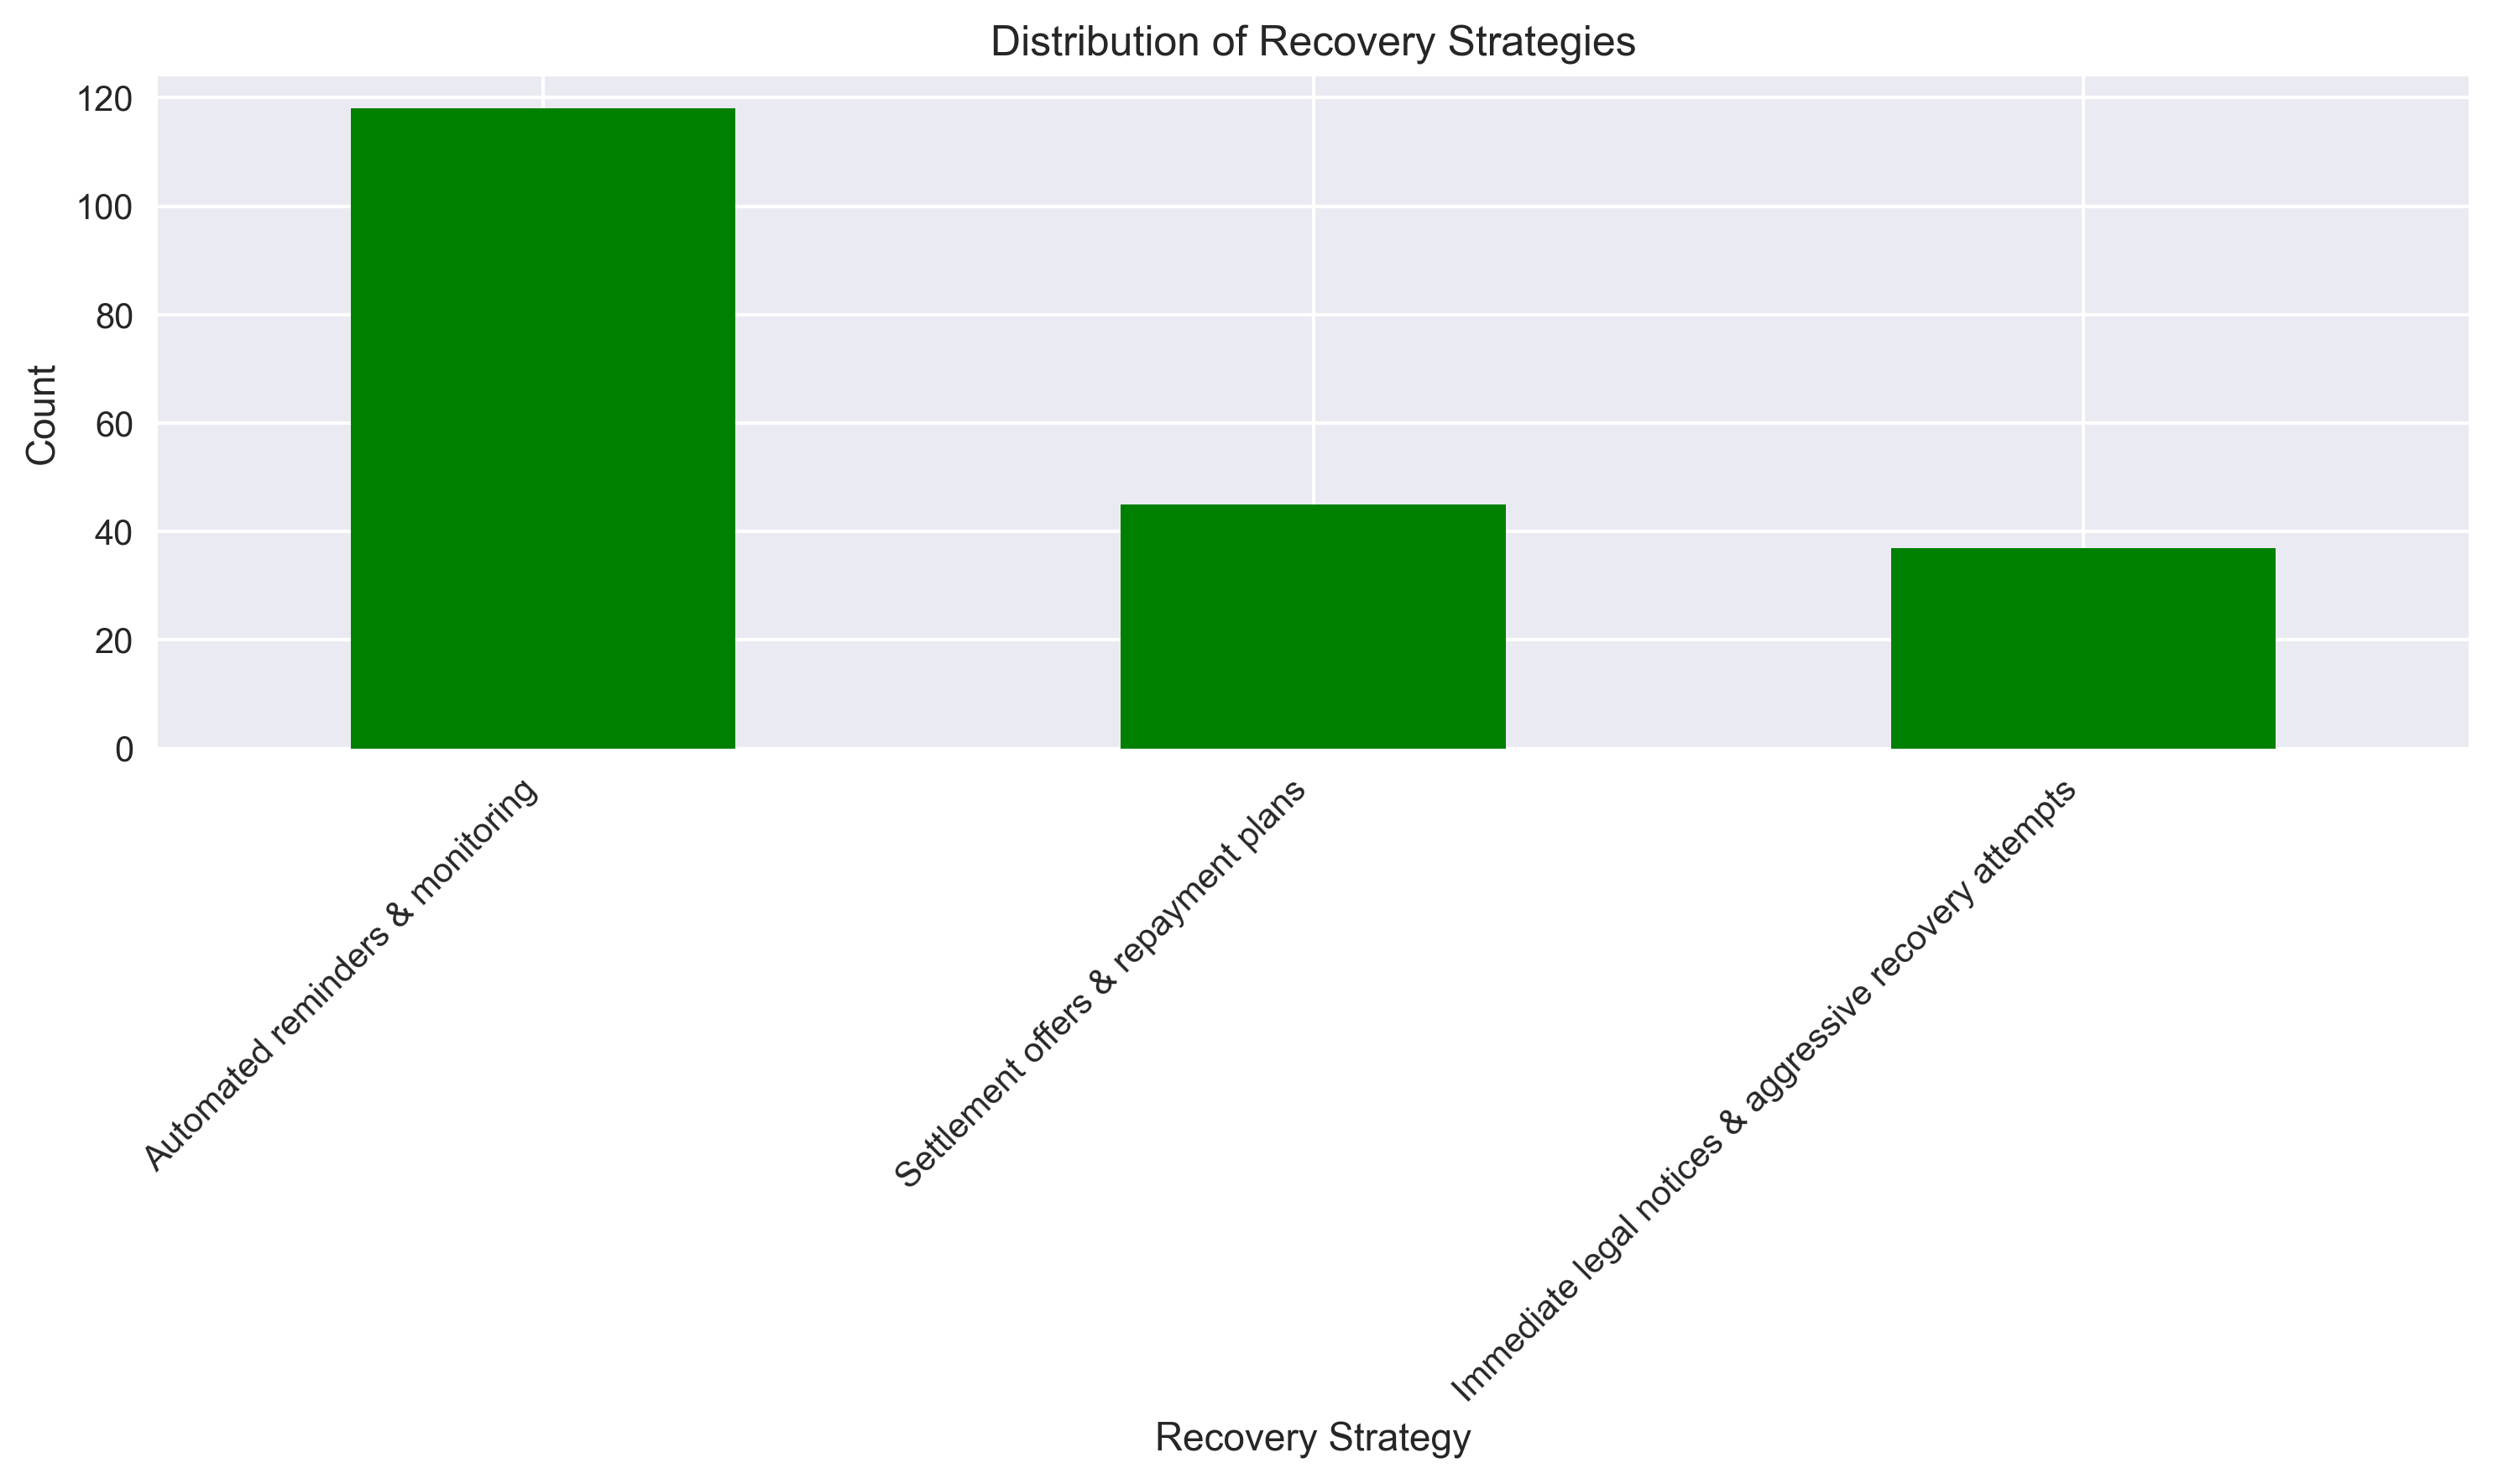 Distribution of Recovery Strategies
120
100
80
60
40
20
0
Count
Automated reminders & monitoring
Settlement offers & repayment plans
Immediate legal notices & aggressive recovery attempts
Recovery Strategy